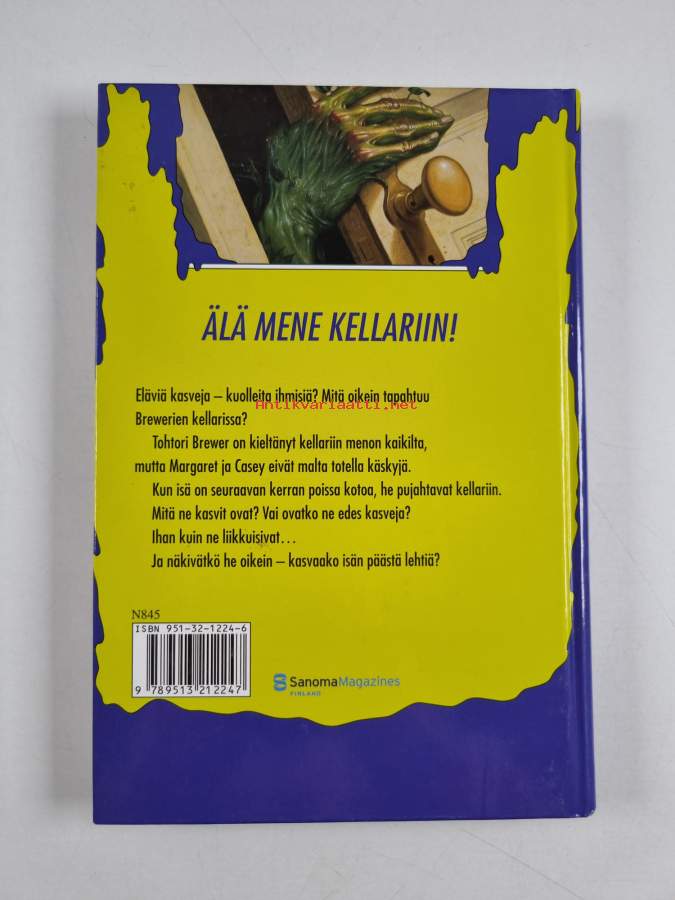 ÄLÄ MENE KELLARIIN!
Eläviä kasveja – kuolleita ihmisiä? Mitä oikein tapahtuu
Antikvariaatti.net
Brewerien kellarissa?
Tohtori Brewer on kieltänyt kellariin menon kaikilta,
mutta Margaret ja Casey eivät malta totella käskyjä.
Kun isä on seuraavan kerran poissa kotoa, he pujahtavat kellariin.
Mitä ne kasvit ovat? Vai ovatko ne edes kasveja?
Ihan kuin ne liikkuisivat…
Ja näkivätkö he oikein – kasvaako isän päästä lehtiä?
N845
ISBN 951-32-1224-6
9 789513 212247
SanomaMagazines
FINLAND